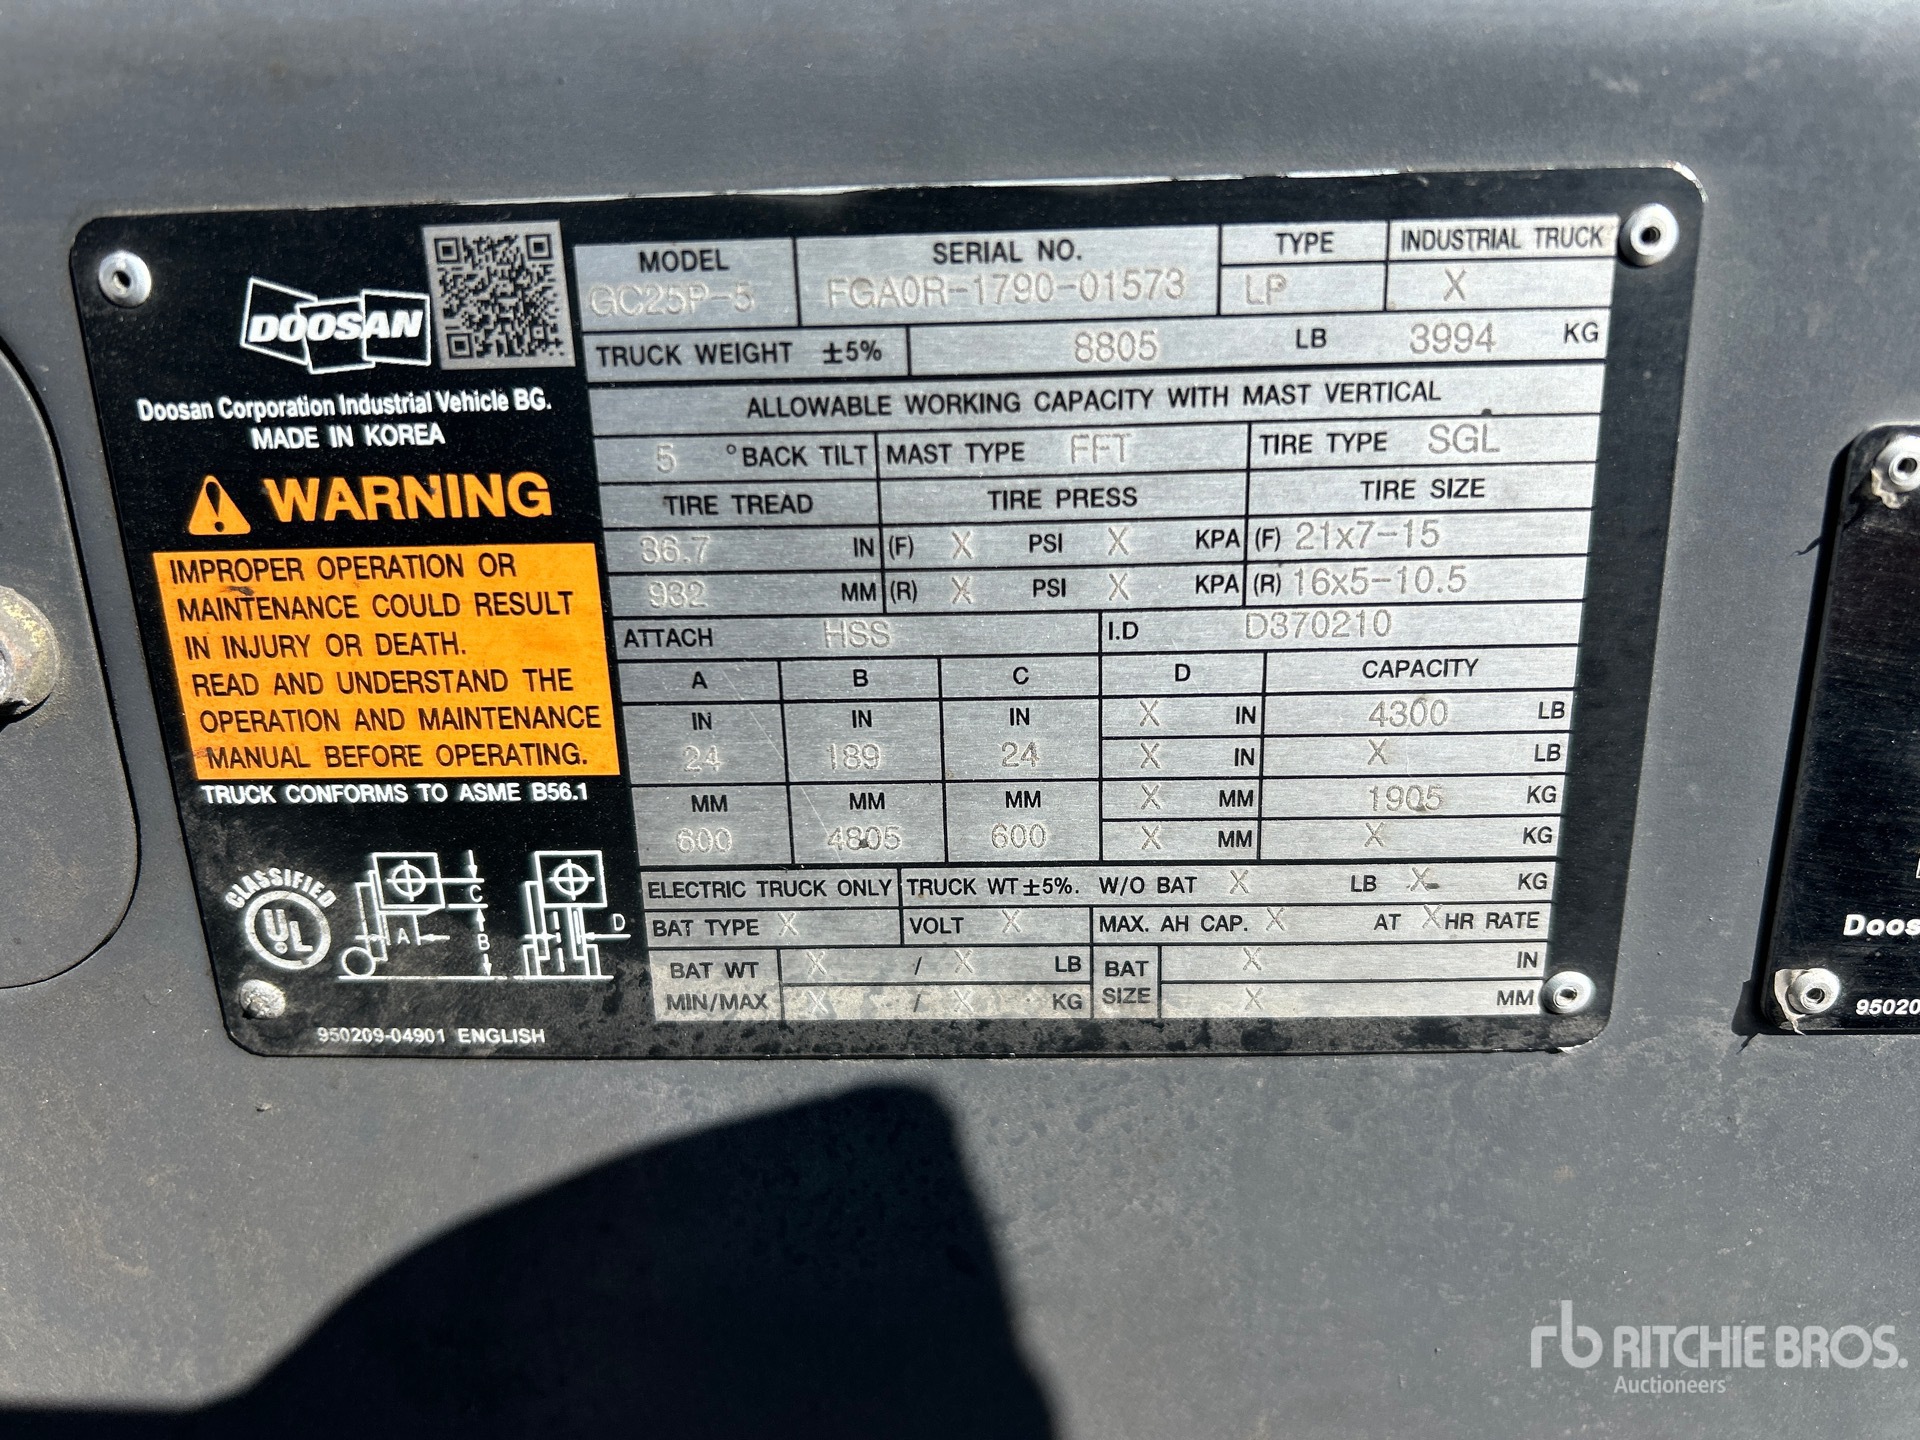 DOOSAN
Doosan Corporation Industrial Vehicle BG.
MADE IN KOREA
WARNING
IMPROPER OPERATION OR
MAINTENANCE COULD RESULT
IN INJURY OR DEATH.
READ AND UNDERSTAND THE
OPERATION AND MAINTENANCE
MANUAL BEFORE OPERATING.
TRUCK CONFORMS TO ASME B56.1
CLASSIFIED
UL
A C B D
950209-04901 ENGLISH
MODEL SERIAL NO. TYPE INDUSTRIAL TRUCK
GC25P-5 FGA0R-1790-01573 LP X
TRUCK WEIGHT ±5% 8805 LB 3994 KG
ALLOWABLE WORKING CAPACITY WITH MAST VERTICAL
5 °BACK TILT MAST TYPE FFT TIRE TYPE SGL
TIRE TREAD TIRE PRESS TIRE SIZE
36.7 IN (F) X PSI X KPA (F) 21x7-15
932 MM (R) X PSI X KPA (R) 16x5-10.5
ATTACH HSS I.D D370210
A B C D CAPACITY
IN IN IN X IN 4300 LB
24 189 24 X IN X LB
MM MM MM X MM 1905 KG
600 4805 600 X MM X KG
ELECTRIC TRUCK ONLY TRUCK WT ±5%. W/O BAT X LB X KG
BAT TYPE X VOLT X MAX. AH CAP. X AT X HR RATE
BAT WT X / X LB BAT X IN
MIN/MAX X / X KG SIZE X MM
Doos
95020
rb RITCHIE BROS.
Auctioneers